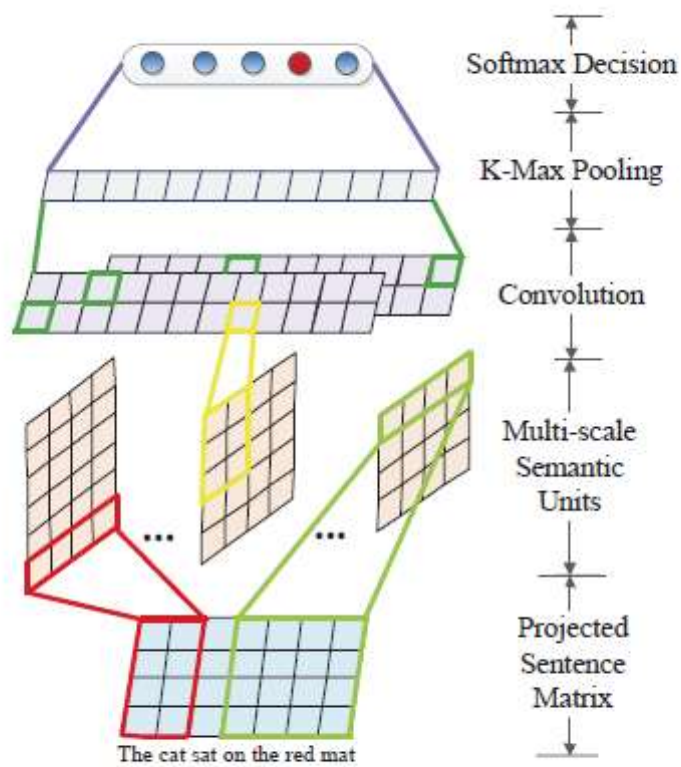 Softmax Decision
K-Max Pooling
Convolution
Multi-scale
Semantic
Units
...
...
Projected
Sentence
Matrix
The cat sat on the red mat